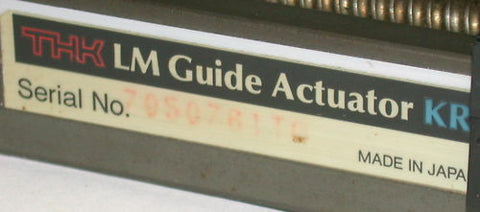 THK LM Guide Actuator KR
Serial No.
MADE IN JAPA